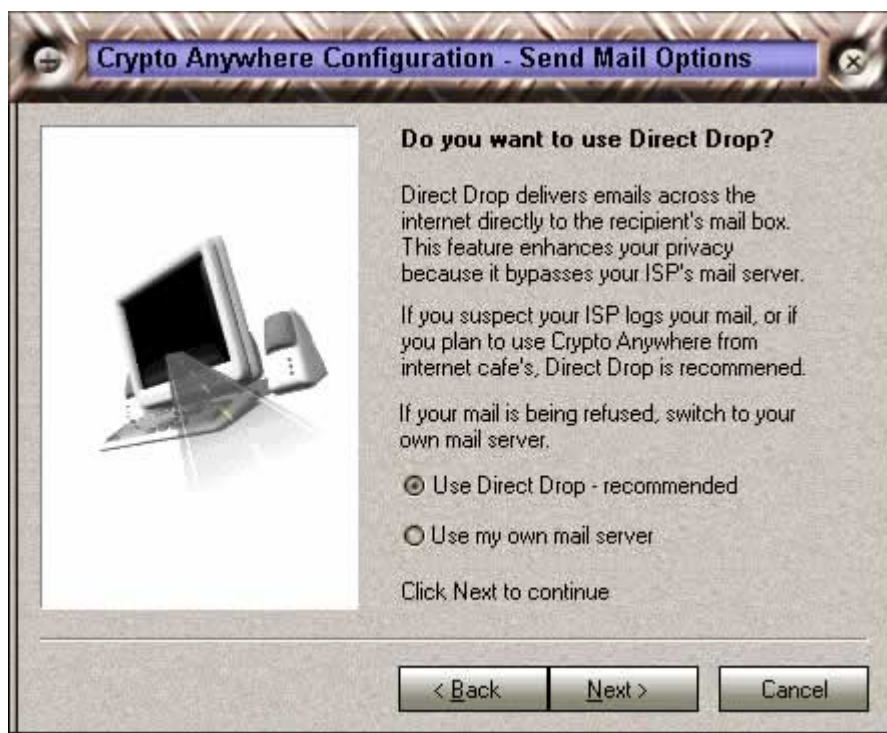 Crypto Anywhere Configuration - Send Mail Options
Do you want to use Direct Drop?
Direct Drop delivers emails across the
internet directly to the recipient's mail box.
This feature enhances your privacy
because it bypasses your ISP's mail server.
If you suspect your ISP logs your mail, or if
you plan to use Crypto Anywhere from
internet cafe's, Direct Drop is recommened.
If your mail is being refused, switch to your
own mail server.
Use Direct Drop - recommended
Use my own mail server
Click Next to continue
< Back
Next >
Cancel